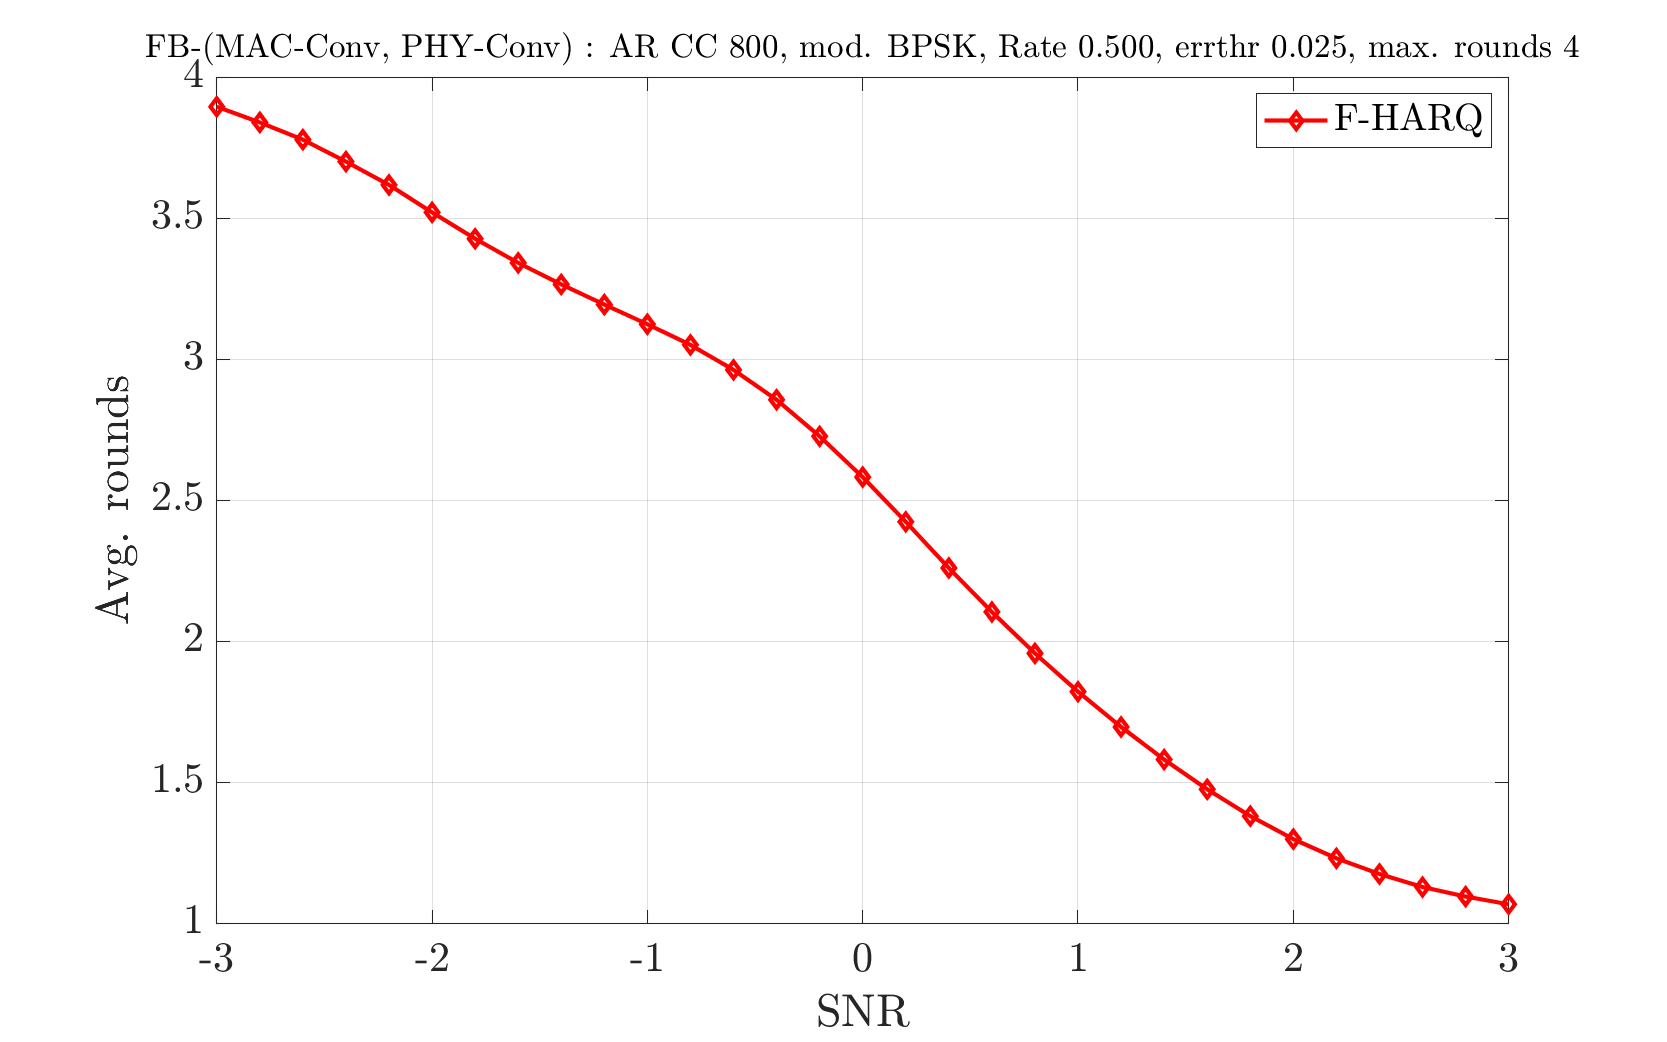 FB-(MAC-Conv, PHY-Conv) : AR CC 800, mod. BPSK, Rate 0.500, errthr 0.025, max. rounds 4
F-HARQ
Avg. rounds
4
3.5
3
2.5
2
1.5
1
-3 -2 -1 0 1 2 3
SNR